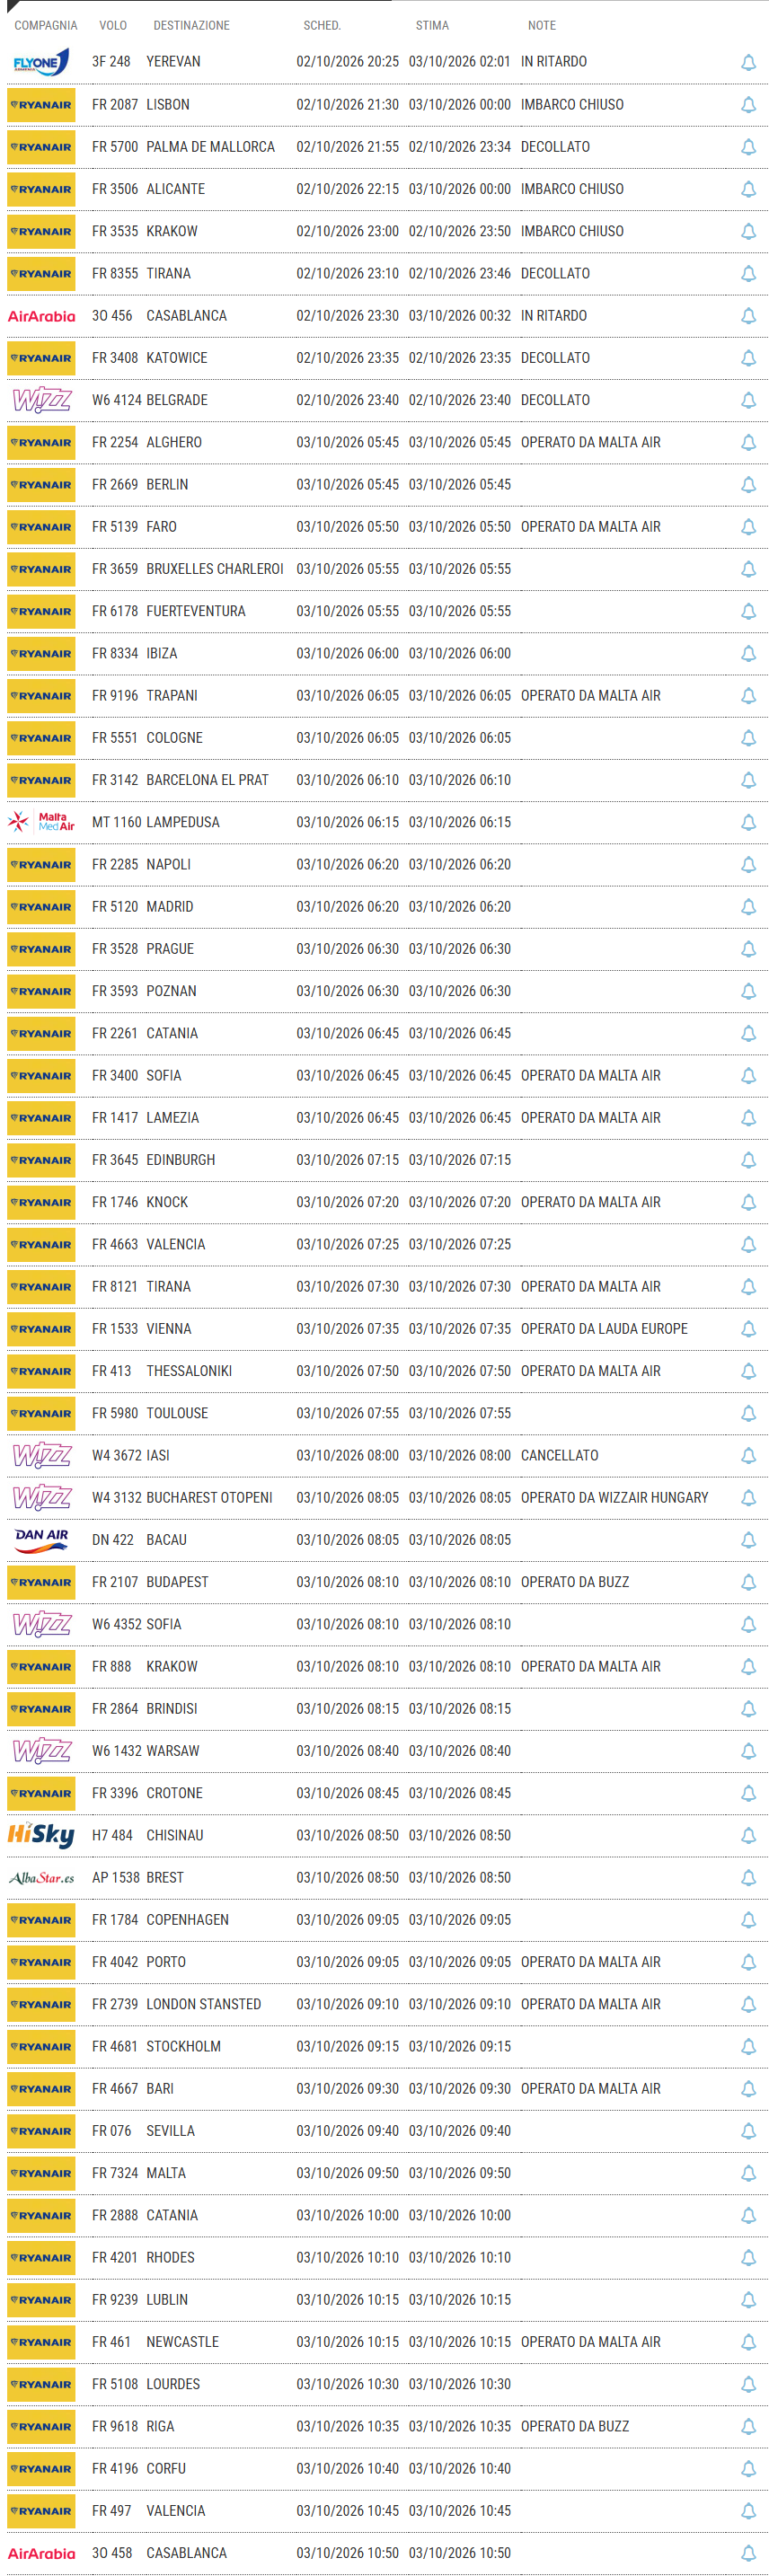 COMPAGNIA VOLO DESTINAZIONE SCHED. STIMA NOTE
FLYONE ARMENIA 3F 248 YEREVAN 02/10/2026 20:25 03/10/2026 02:01 IN RITARDO
RYANAIR FR 2087 LISBON 02/10/2026 21:30 03/10/2026 00:00 IMBARCO CHIUSO
RYANAIR FR 5700 PALMA DE MALLORCA 02/10/2026 21:55 02/10/2026 23:34 DECOLLATO
RYANAIR FR 3506 ALICANTE 02/10/2026 22:15 03/10/2026 00:00 IMBARCO CHIUSO
RYANAIR FR 3535 KRAKOW 02/10/2026 23:00 02/10/2026 23:50 IMBARCO CHIUSO
RYANAIR FR 8355 TIRANA 02/10/2026 23:10 02/10/2026 23:46 DECOLLATO
AirArabia 3O 456 CASABLANCA 02/10/2026 23:30 03/10/2026 00:32 IN RITARDO
RYANAIR FR 3408 KATOWICE 02/10/2026 23:35 02/10/2026 23:35 DECOLLATO
WIZZ W6 4124 BELGRADE 02/10/2026 23:40 02/10/2026 23:40 DECOLLATO
RYANAIR FR 2254 ALGHERO 03/10/2026 05:45 03/10/2026 05:45 OPERATO DA MALTA AIR
RYANAIR FR 2669 BERLIN 03/10/2026 05:45 03/10/2026 05:45
RYANAIR FR 5139 FARO 03/10/2026 05:50 03/10/2026 05:50 OPERATO DA MALTA AIR
RYANAIR FR 3659 BRUXELLES CHARLEROI 03/10/2026 05:55 03/10/2026 05:55
RYANAIR FR 6178 FUERTEVENTURA 03/10/2026 05:55 03/10/2026 05:55
RYANAIR FR 8334 IBIZA 03/10/2026 06:00 03/10/2026 06:00
RYANAIR FR 9196 TRAPANI 03/10/2026 06:05 03/10/2026 06:05 OPERATO DA MALTA AIR
RYANAIR FR 5551 COLOGNE 03/10/2026 06:05 03/10/2026 06:05
RYANAIR FR 3142 BARCELONA EL PRAT 03/10/2026 06:10 03/10/2026 06:10
Malta MedAir MT 1160 LAMPEDUSA 03/10/2026 06:15 03/10/2026 06:15
RYANAIR FR 2285 NAPOLI 03/10/2026 06:20 03/10/2026 06:20
RYANAIR FR 5120 MADRID 03/10/2026 06:20 03/10/2026 06:20
RYANAIR FR 3528 PRAGUE 03/10/2026 06:30 03/10/2026 06:30
RYANAIR FR 3593 POZNAN 03/10/2026 06:30 03/10/2026 06:30
RYANAIR FR 2261 CATANIA 03/10/2026 06:45 03/10/2026 06:45
RYANAIR FR 3400 SOFIA 03/10/2026 06:45 03/10/2026 06:45 OPERATO DA MALTA AIR
RYANAIR FR 1417 LAMEZIA 03/10/2026 06:45 03/10/2026 06:45 OPERATO DA MALTA AIR
RYANAIR FR 3645 EDINBURGH 03/10/2026 07:15 03/10/2026 07:15
RYANAIR FR 1746 KNOCK 03/10/2026 07:20 03/10/2026 07:20 OPERATO DA MALTA AIR
RYANAIR FR 4663 VALENCIA 03/10/2026 07:25 03/10/2026 07:25
RYANAIR FR 8121 TIRANA 03/10/2026 07:30 03/10/2026 07:30 OPERATO DA MALTA AIR
RYANAIR FR 1533 VIENNA 03/10/2026 07:35 03/10/2026 07:35 OPERATO DA LAUDA EUROPE
RYANAIR FR 413 THESSALONIKI 03/10/2026 07:50 03/10/2026 07:50 OPERATO DA MALTA AIR
RYANAIR FR 5980 TOULOUSE 03/10/2026 07:55 03/10/2026 07:55
WIZZ W4 3672 IASI 03/10/2026 08:00 03/10/2026 08:00 CANCELLATO
WIZZ W4 3132 BUCHAREST OTOPENI 03/10/2026 08:05 03/10/2026 08:05 OPERATO DA WIZZAIR HUNGARY
DAN AIR DN 422 BACAU 03/10/2026 08:05 03/10/2026 08:05
RYANAIR FR 2107 BUDAPEST 03/10/2026 08:10 03/10/2026 08:10 OPERATO DA BUZZ
WIZZ W6 4352 SOFIA 03/10/2026 08:10 03/10/2026 08:10
RYANAIR FR 888 KRAKOW 03/10/2026 08:10 03/10/2026 08:10 OPERATO DA MALTA AIR
RYANAIR FR 2864 BRINDISI 03/10/2026 08:15 03/10/2026 08:15
WIZZ W6 1432 WARSAW 03/10/2026 08:40 03/10/2026 08:40
RYANAIR FR 3396 CROTONE 03/10/2026 08:45 03/10/2026 08:45
HiSky H7 484 CHISINAU 03/10/2026 08:50 03/10/2026 08:50
AlbaStar.es AP 1538 BREST 03/10/2026 08:50 03/10/2026 08:50
RYANAIR FR 1784 COPENHAGEN 03/10/2026 09:05 03/10/2026 09:05
RYANAIR FR 4042 PORTO 03/10/2026 09:05 03/10/2026 09:05 OPERATO DA MALTA AIR
RYANAIR FR 2739 LONDON STANSTED 03/10/2026 09:10 03/10/2026 09:10 OPERATO DA MALTA AIR
RYANAIR FR 4681 STOCKHOLM 03/10/2026 09:15 03/10/2026 09:15
RYANAIR FR 4667 BARI 03/10/2026 09:30 03/10/2026 09:30 OPERATO DA MALTA AIR
RYANAIR FR 076 SEVILLA 03/10/2026 09:40 03/10/2026 09:40
RYANAIR FR 7324 MALTA 03/10/2026 09:50 03/10/2026 09:50
RYANAIR FR 2888 CATANIA 03/10/2026 10:00 03/10/2026 10:00
RYANAIR FR 4201 RHODES 03/10/2026 10:10 03/10/2026 10:10
RYANAIR FR 9239 LUBLIN 03/10/2026 10:15 03/10/2026 10:15
RYANAIR FR 461 NEWCASTLE 03/10/2026 10:15 03/10/2026 10:15 OPERATO DA MALTA AIR
RYANAIR FR 5108 LOURDES 03/10/2026 10:30 03/10/2026 10:30
RYANAIR FR 9618 RIGA 03/10/2026 10:35 03/10/2026 10:35 OPERATO DA BUZZ
RYANAIR FR 4196 CORFU 03/10/2026 10:40 03/10/2026 10:40
RYANAIR FR 497 VALENCIA 03/10/2026 10:45 03/10/2026 10:45
AirArabia 3O 458 CASABLANCA 03/10/2026 10:50 03/10/2026 10:50